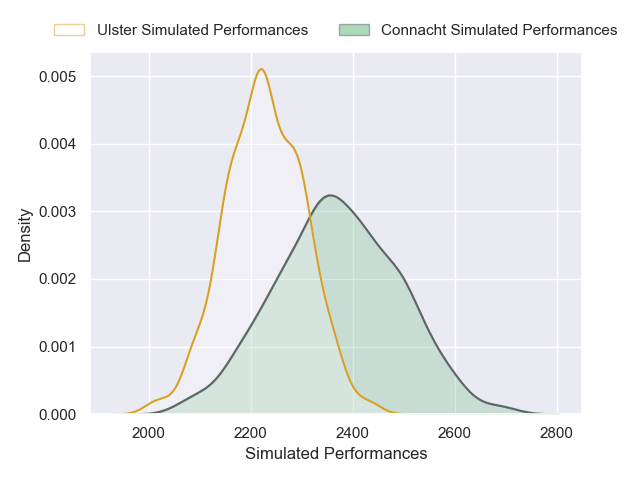 Ulster Simulated Performances Connacht Simulated Performances
0.005
0.004
0.003
0.002
0.001
0.000
Density
2000 2200 2400 2600 2800
Simulated Performances